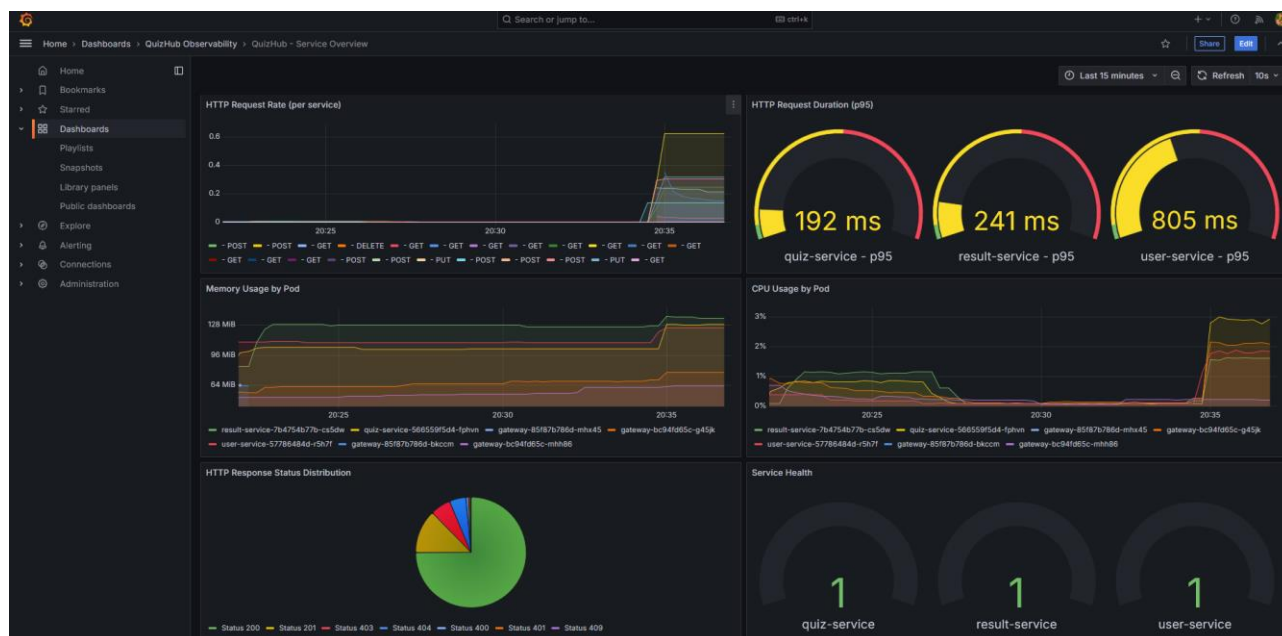 Search or jump to...
ctrl+k
Home › Dashboards › QuizHub Observability › QuizHub - Service Overview
Share
Edit
Home
Bookmarks
Starred
Dashboards
Playlists
Snapshots
Library panels
Public dashboards
Explore
Alerting
Connections
Administration
Last 15 minutes
Refresh 10s
HTTP Request Rate (per service)
0.6
0.4
0.2
0
20:25 20:30 20:35
- POST - POST - GET - DELETE - GET - GET - GET - GET - GET - GET - GET - GET
- GET - GET - GET - POST - POST - PUT - POST - POST - POST - PUT - GET
HTTP Request Duration (p95)
192 ms
quiz-service - p95
241 ms
result-service - p95
805 ms
user-service - p95
Memory Usage by Pod
128 MiB
96 MiB
64 MiB
20:25 20:30 20:35
result-service-7b4754b77b-cs5dw quiz-service-566559f5d4-fphvn gateway-85f87b786d-mhx45 gateway-bc94fd65c-g45jk
user-service-57786484d-r5h7f gateway-85f87b786d-bkccm gateway-bc94fd65c-mhh86
CPU Usage by Pod
3%
2%
1%
0%
20:25 20:30 20:35
result-service-7b4754b77b-cs5dw quiz-service-566559f5d4-fphvn gateway-85f87b786d-mhx45 gateway-bc94fd65c-g45jk
user-service-57786484d-r5h7f gateway-85f87b786d-bkccm gateway-bc94fd65c-mhh86
HTTP Response Status Distribution
Status 200 Status 201 Status 403 Status 404 Status 400 Status 401 Status 409
Service Health
1
quiz-service
1
result-service
1
user-service